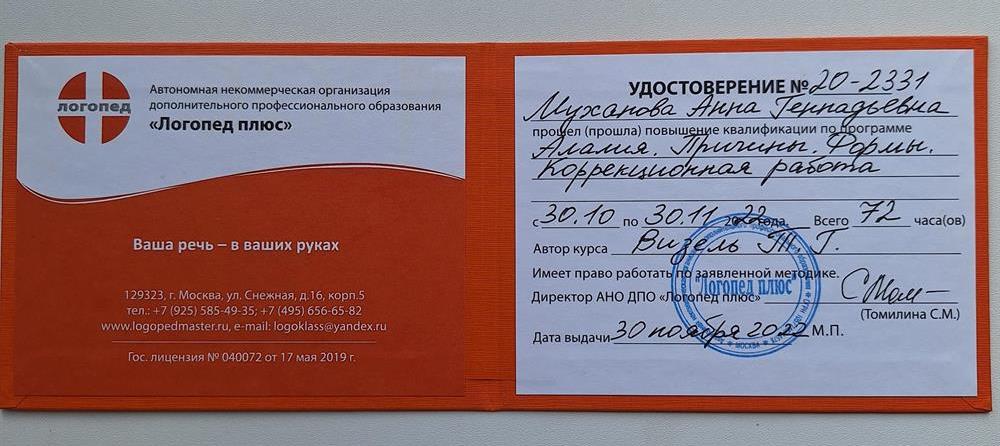 логопед
Автономная некоммерческая организация
дополнительного профессионального образования
«Логопед плюс»
Ваша речь – в ваших руках
129323, г. Москва, ул. Снежная, д.16, корп.5
тел.: +7 (925) 585-49-35; +7 (495) 656-65-82
www.logopedmaster.ru, e-mail: logoklass@yandex.ru
Гос. лицензия № 040072 от 17 мая 2019 г.
УДОСТОВЕРЕНИЕ № 20-2331
Муханова Анна Геннадьевна
прошел (прошла) повышение квалификации по программе
Алалия. Причины. Формы.
Коррекционная работа
с 30.10 по 30.11 2022 года. Всего 72 часа(ов)
Автор курса Визель Т. Г.
Имеет право работать по заявленной методике.
"Логопед плюс"
Директор АНО ДПО «Логопед плюс»
(Томилина С.М.)
Дата выдачи 30 ноября 2022 М.П.